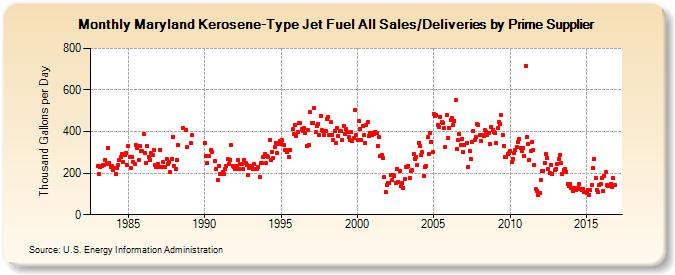 Monthly Maryland Kerosene-Type Jet Fuel All Sales/Deliveries by Prime Supplier
Thousand Gallons per Day
800
600
400
200
0
1985 1990 1995 2000 2005 2010 2015
Source: U.S. Energy Information Administration